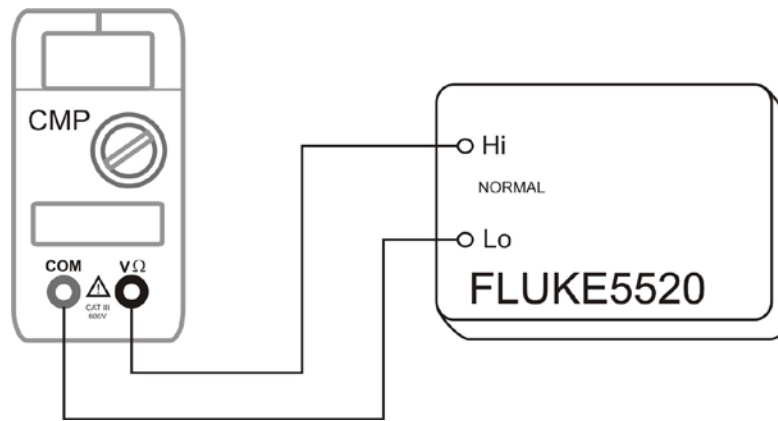 CMP
COM
VΩ
CAT III
600V
Hi
NORMAL
Lo
FLUKE5520